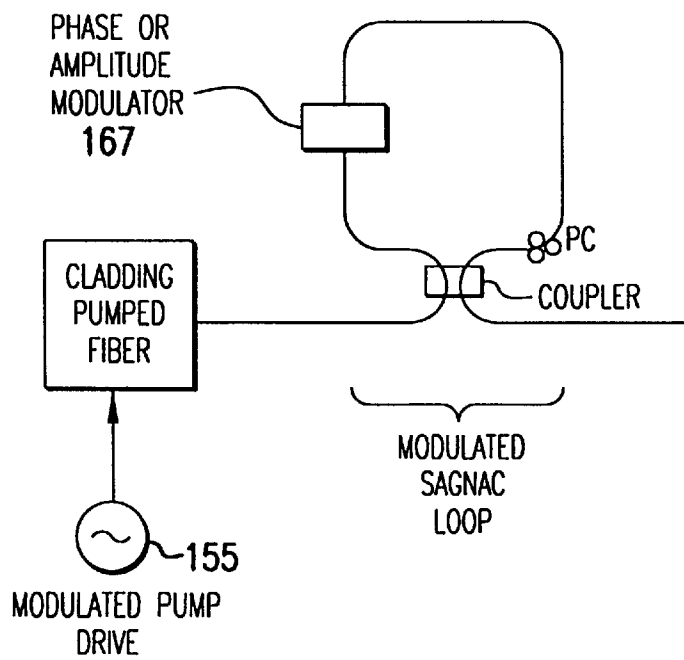 PHASE OR
AMPLITUDE
MODULATOR
167
PC
COUPLER
CLADDING
PUMPED
FIBER
MODULATED
SAGNAC
LOOP
155
MODULATED PUMP
DRIVE